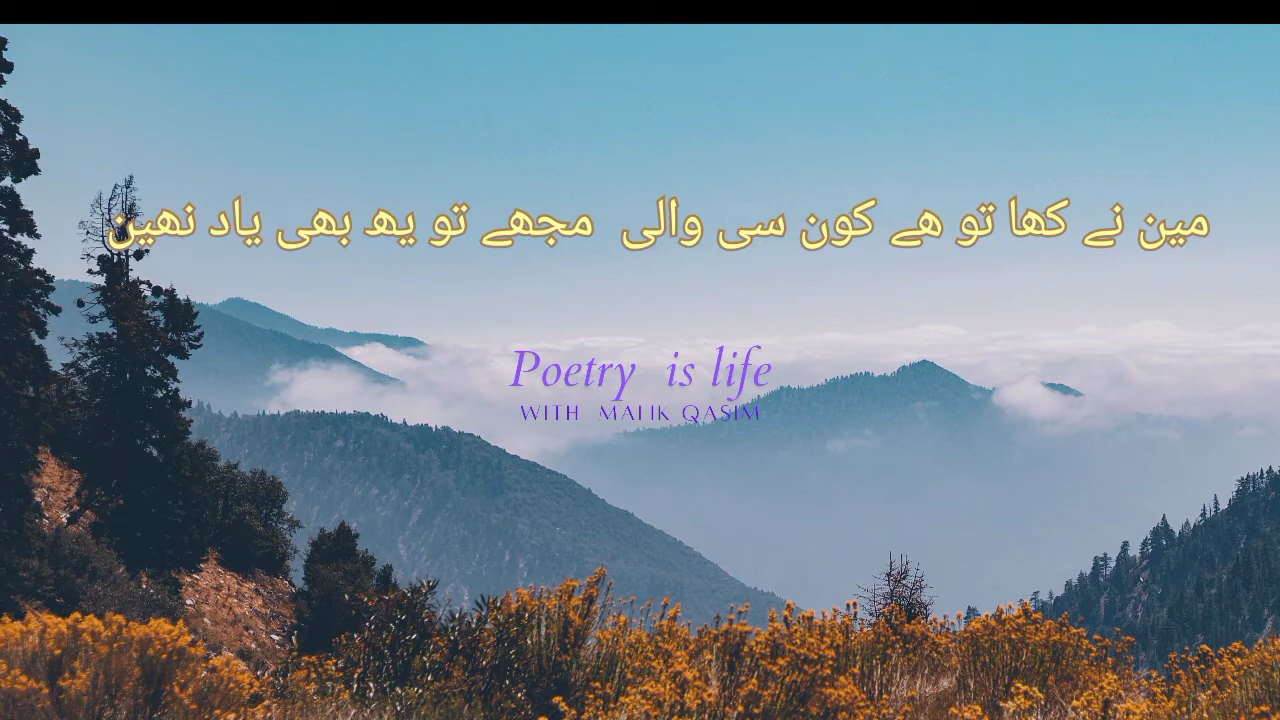 مین نے کھا تو ھے کون سی والی  مجھے تو یھ بھی یاد نھین
Poetry  is life
WITH  MALIK QASIM